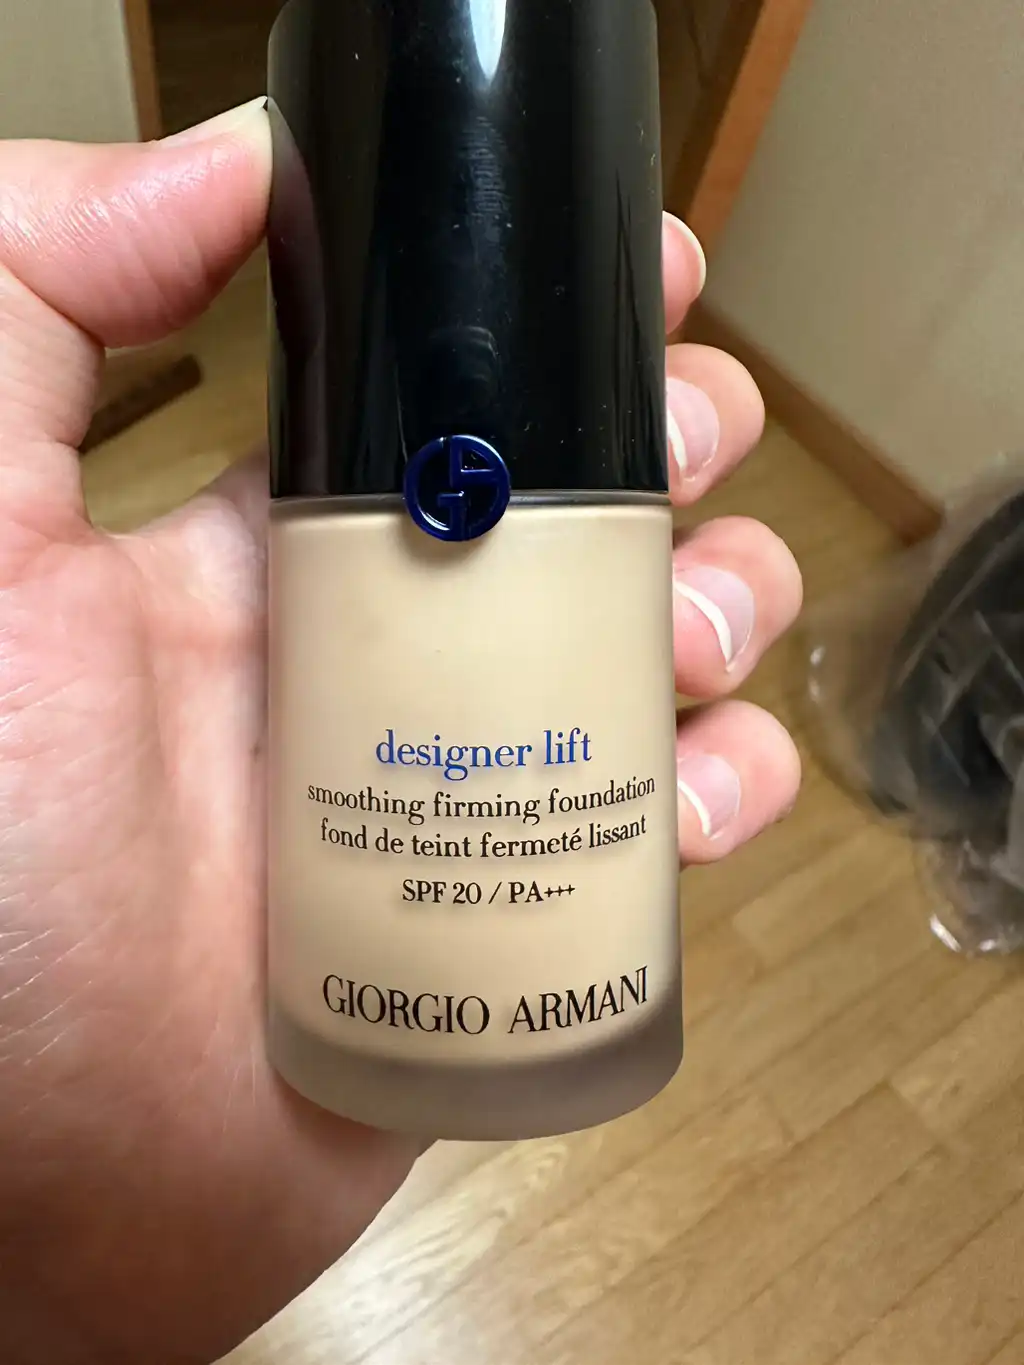 designer lift
smoothing firming foundation
fond de teint fermeté lissant
SPF 20 / PA+++
GIORGIO ARMANI